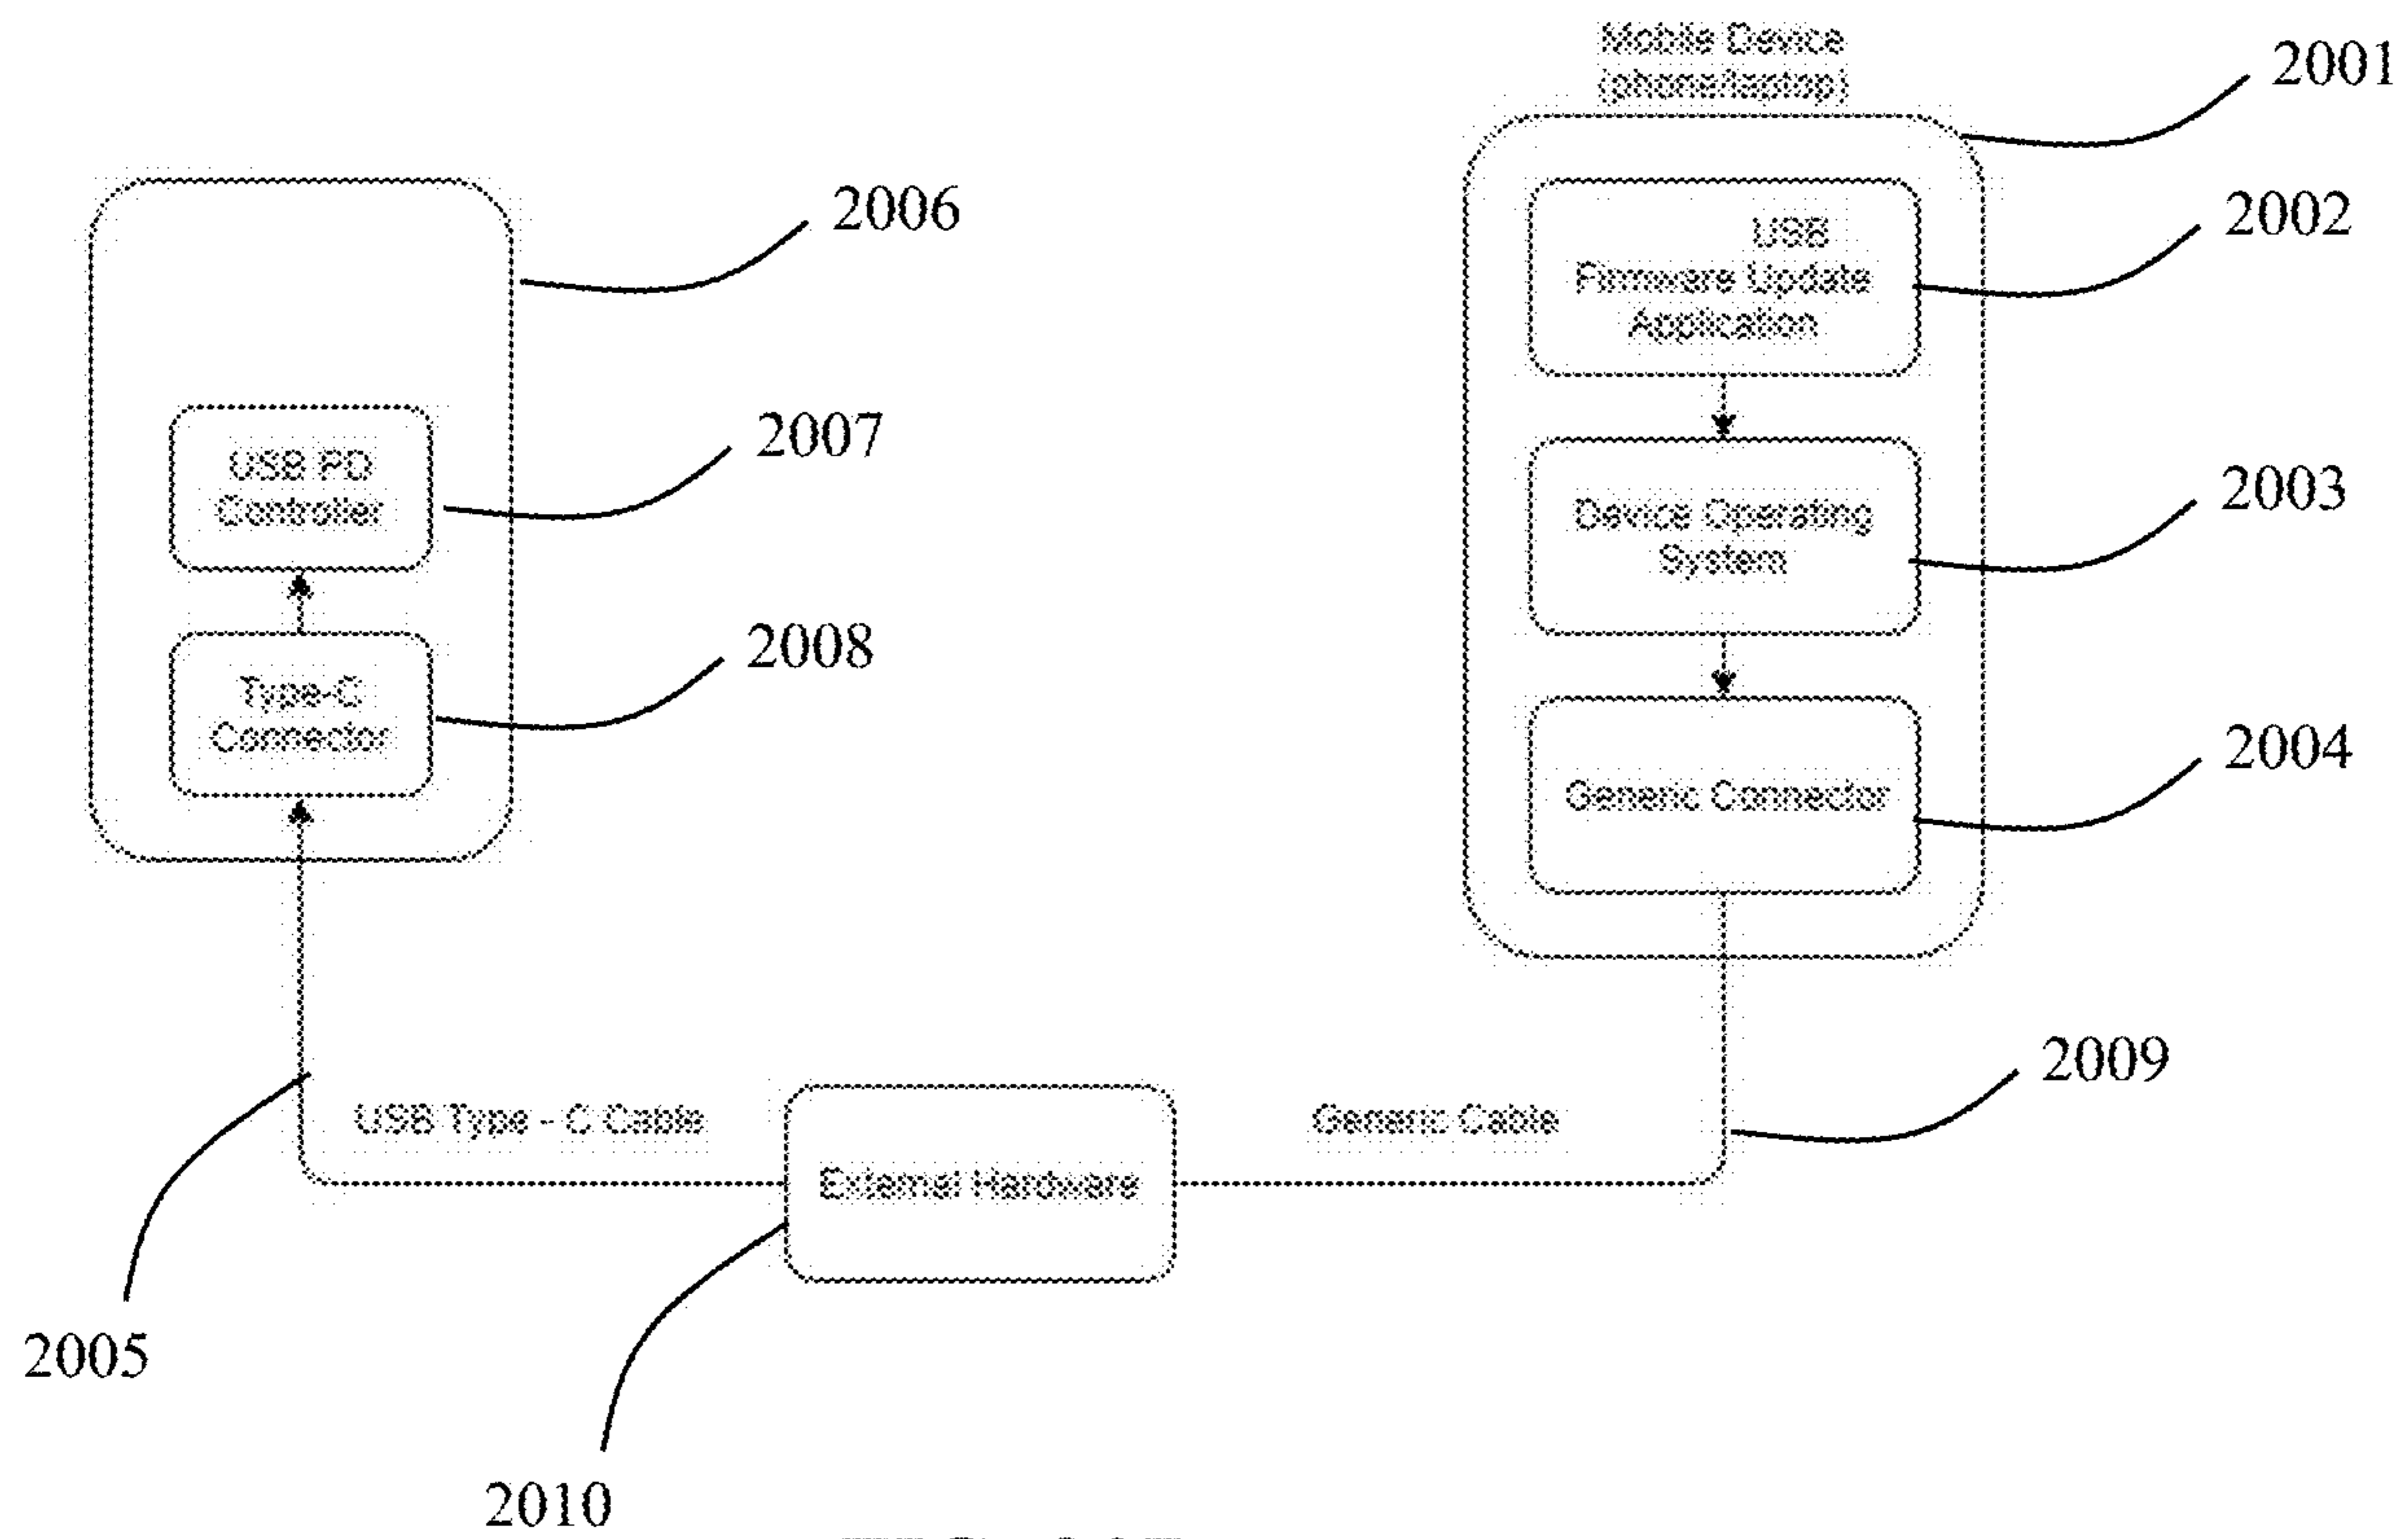 Mobile Device
(phone/laptop)
2001
USB
Firmware Update
Application
2002
2006
Device Operating
System
2003
USB PD
Controller
2007
Type-C
Connector
2008
Generic Connector
2004
2009
USB Type - C Cable
Generic Cable
External Hardware
2005
2010